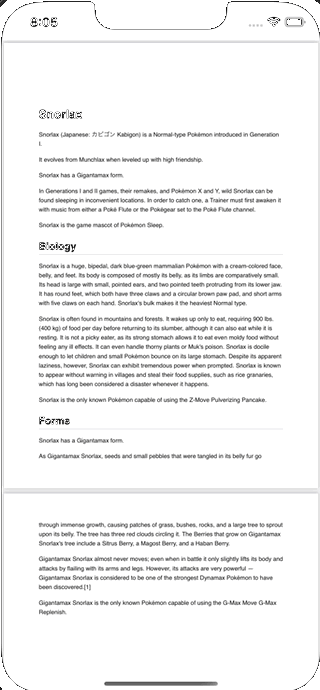 8:05
Snorlax
Snorlax (Japanese: カビゴン Kabigon) is a Normal-type Pokémon introduced in Generation
I.
It evolves from Munchlax when leveled up with high friendship.
Snorlax has a Gigantamax form.
In Generations I and II games, their remakes, and Pokémon X and Y, wild Snorlax can be
found sleeping in inconvenient locations. In order to catch one, a Trainer must first awaken it
with music from either a Poké Flute or the Pokégear set to the Poké Flute channel.
Snorlax is the game mascot of Pokémon Sleep.
Biology
Snorlax is a huge, bipedal, dark blue-green mammalian Pokémon with a cream-colored face,
belly, and feet. Its body is composed of mostly its belly, as its limbs are comparatively small.
Its head is large with small, pointed ears, and two pointed teeth protruding from its lower jaw.
It has round feet, which both have three claws and a circular brown paw pad, and short arms
with five claws on each hand. Snorlax's bulk makes it the heaviest Normal type.
Snorlax is often found in mountains and forests. It wakes up only to eat, requiring 900 lbs.
(400 kg) of food per day before returning to its slumber, although it can also eat while it is
resting. It is not a picky eater, as its strong stomach allows it to eat even moldy food without
feeling any ill effects. It can even handle thorny plants or Muk's poison. Snorlax is docile
enough to let children and small Pokémon bounce on its large stomach. Despite its apparent
laziness, however, Snorlax can exhibit tremendous power when prompted. Snorlax is known
to appear without warning in villages and steal their food supplies, such as rice granaries,
which has long been considered a disaster whenever it happens.
Snorlax is the only known Pokémon capable of using the Z-Move Pulverizing Pancake.
Forms
Snorlax has a Gigantamax form.
As Gigantamax Snorlax, seeds and small pebbles that were tangled in its belly fur go
through immense growth, causing patches of grass, bushes, rocks, and a large tree to sprout
upon its belly. The tree has three red clouds circling it. The Berries that grow on Gigantamax
Snorlax's tree include a Sitrus Berry, a Magost Berry, and a Haban Berry.
Gigantamax Snorlax almost never moves; even when in battle it only slightly lifts its body and
attacks by flailing with its arms and legs. However, its attacks are very powerful —
Gigantamax Snorlax is considered to be one of the strongest Dynamax Pokémon to have
been discovered.[1]
Gigantamax Snorlax is the only known Pokémon capable of using the G-Max Move G-Max
Replenish.